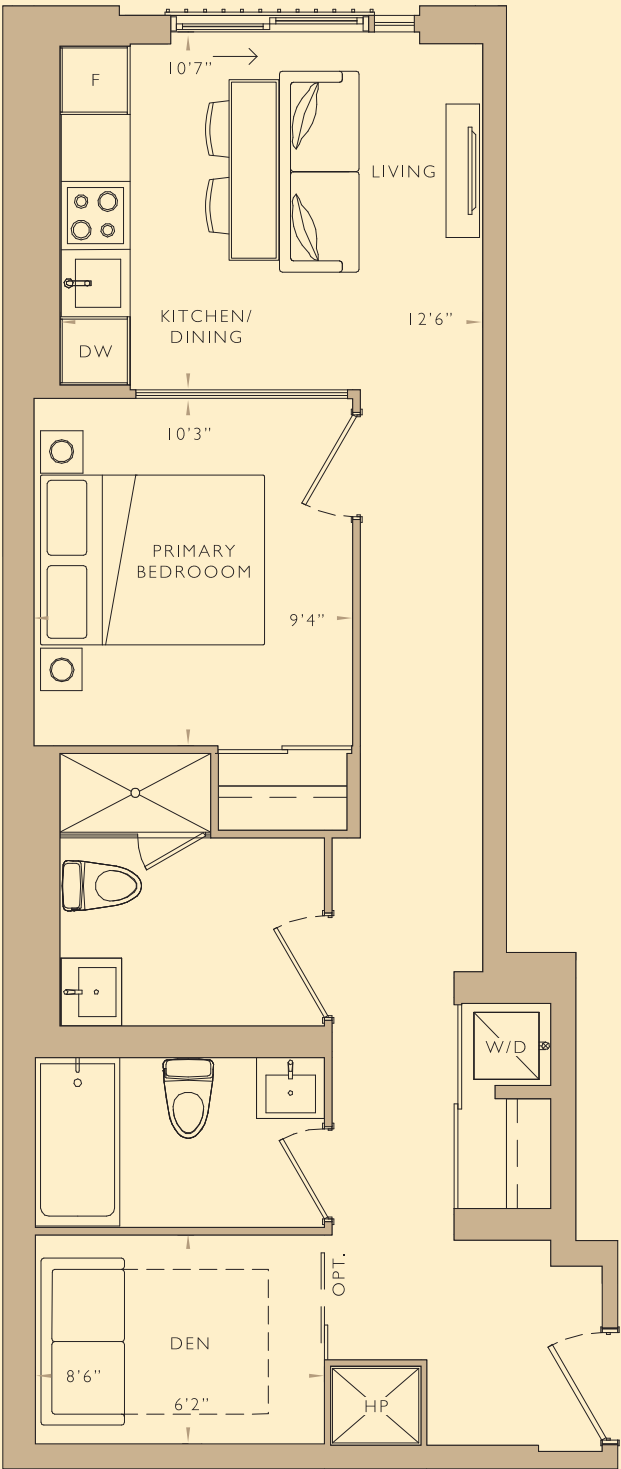 10'7"
F
LIVING
KITCHEN/
DINING
12'6"
DW
10'3"
PRIMARY
BEDROOOM
9'4"
W/D
OPT.
DEN
8'6"
6'2"
HP